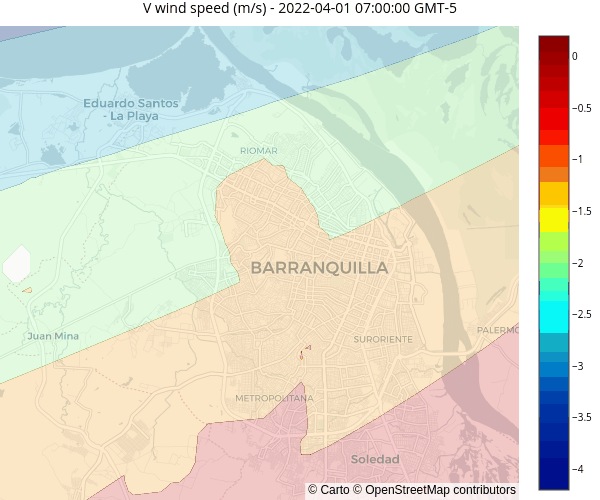 V wind speed (m/s) - 2022-04-01 07:00:00 GMT-5
Eduardo Santos
- La Playa
RIOMAR
BARRANQUILLA
Juan Mina
SURORIENTE
PALERMO
METROPOLITANA
Soledad
© Carto © OpenStreetMap contributors
0
−0.5
−1
−1.5
−2
−2.5
−3
−3.5
−4